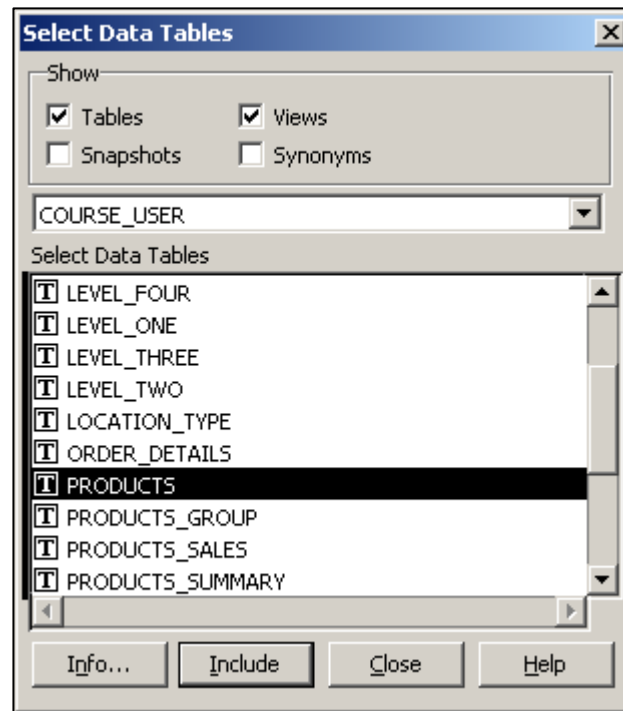 Select Data Tables
Show
Tables Views
Snapshots Synonyms
COURSE_USER
Select Data Tables
T LEVEL_FOUR
T LEVEL_ONE
T LEVEL_THREE
T LEVEL_TWO
T LOCATION_TYPE
T ORDER_DETAILS
T PRODUCTS
T PRODUCTS_GROUP
T PRODUCTS_SALES
T PRODUCTS_SUMMARY
Info... Include Close Help